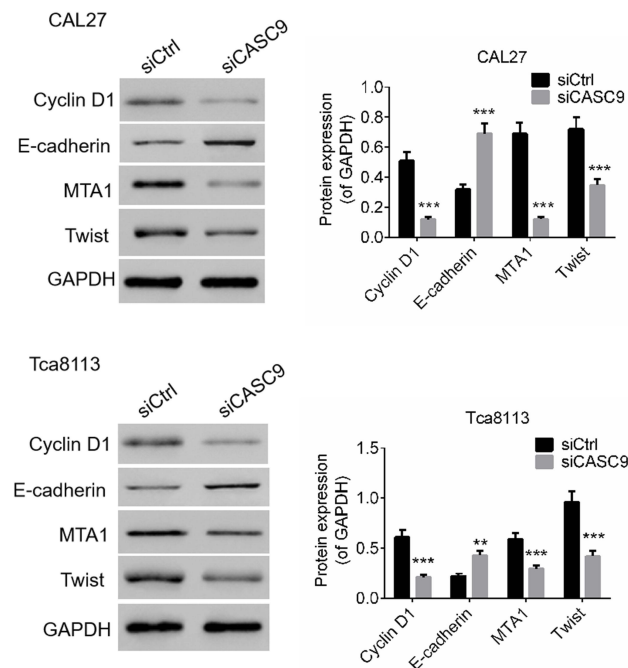 CAL27
siCtrl siCASC9
Cyclin D1
E-cadherin
MTA1
Twist
GAPDH
CAL27
siCtrl
siCASC9
Protein expression
(of GAPDH)
1.0
0.8
0.6
0.4
0.2
0.0
*** *** *** ***
Cyclin D1 E-cadherin MTA1 Twist
Tca8113
siCtrl siCASC9
Cyclin D1
E-cadherin
MTA1
Twist
GAPDH
Tca8113
siCtrl
siCASC9
Protein expression
(of GAPDH)
1.5
1.0
0.5
0.0
*** ** *** ***
Cyclin D1 E-cadherin MTA1 Twist